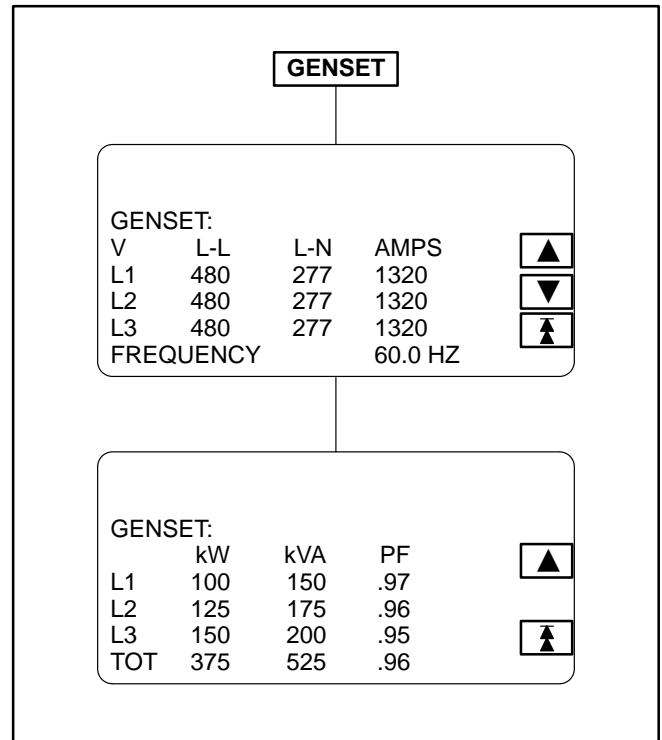 GENSET
GENSET:
V L-L L-N AMPS
L1 480 277 1320
L2 480 277 1320
L3 480 277 1320
FREQUENCY 60.0 HZ
GENSET:
kW kVA PF
L1 100 150 .97
L2 125 175 .96
L3 150 200 .95
TOT 375 525 .96